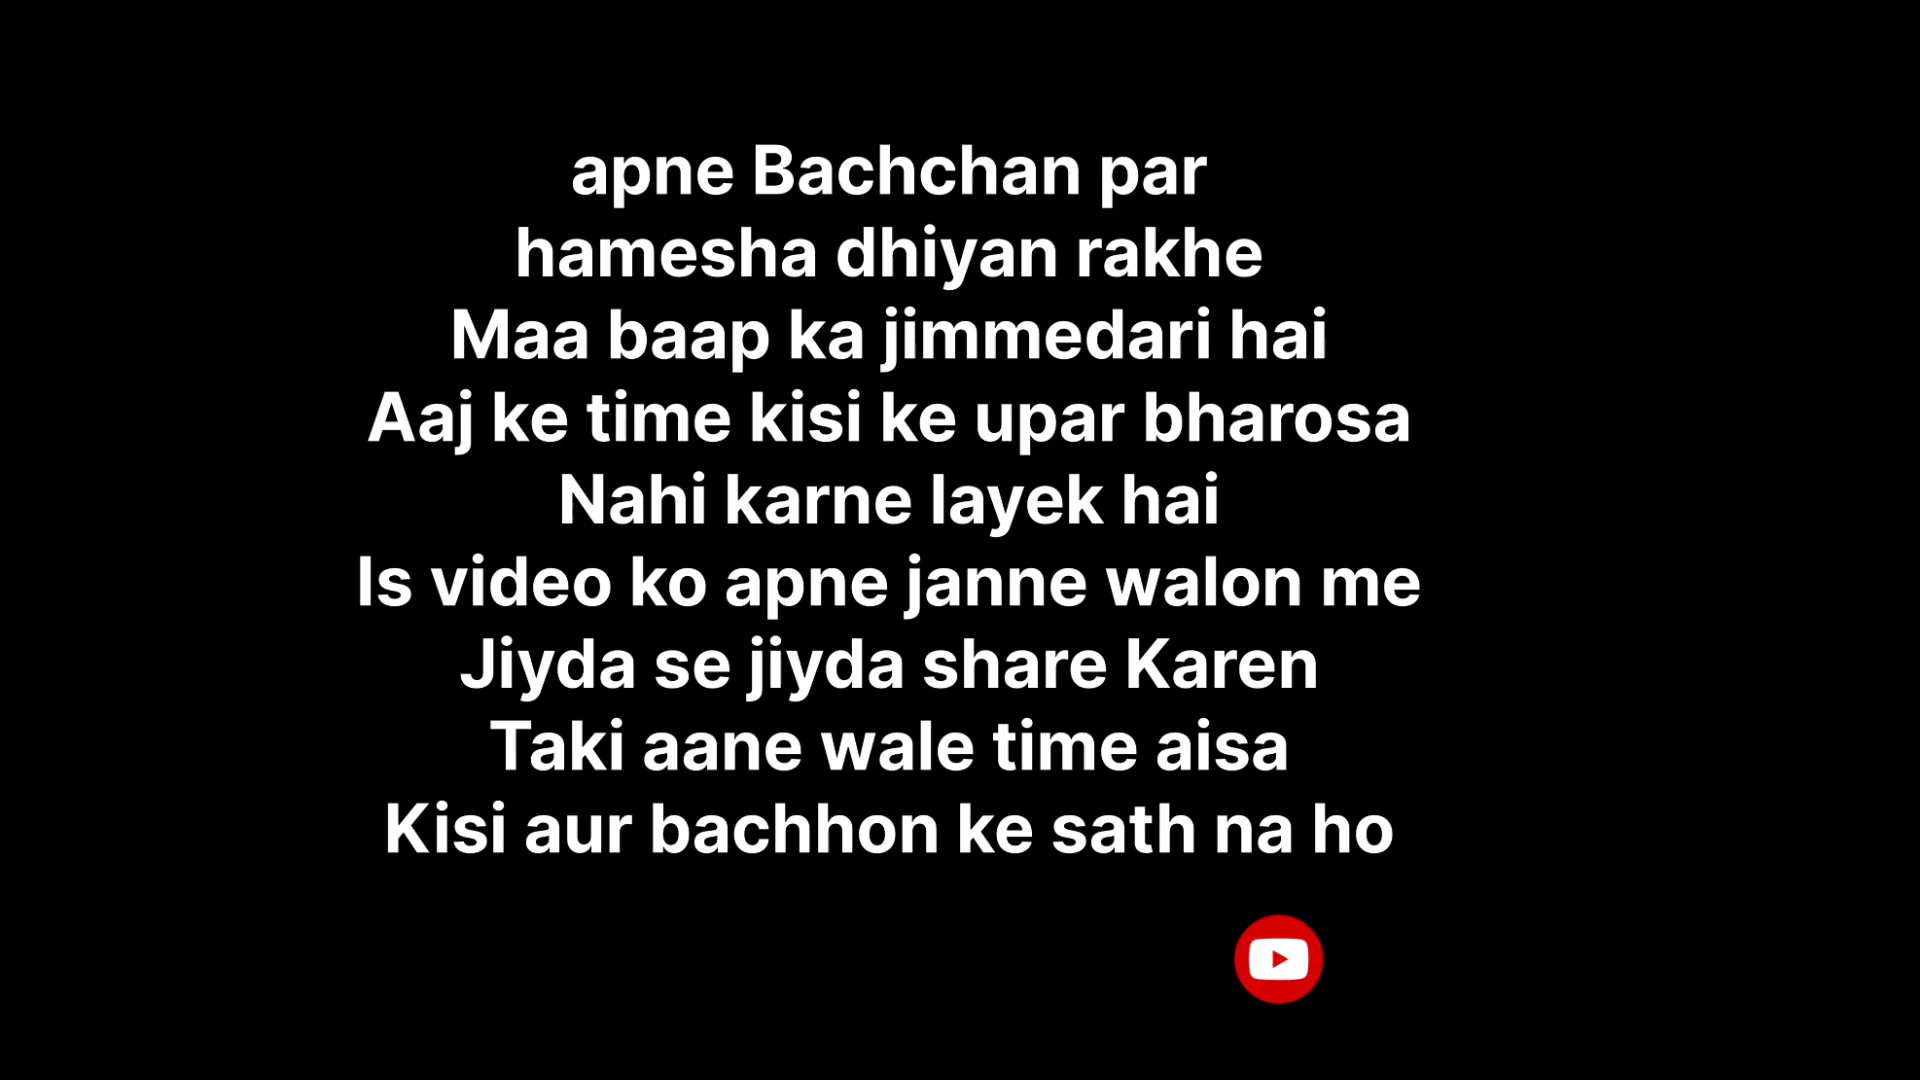 apne Bachchan par
hamesha dhiyan rakhe
Maa baap ka jimmedari hai
Aaj ke time kisi ke upar bharosa
Nahi karne layek hai
Is video ko apne janne walon me
Jiyda se jiyda share Karen
Taki aane wale time aisa
Kisi aur bachhon ke sath na ho